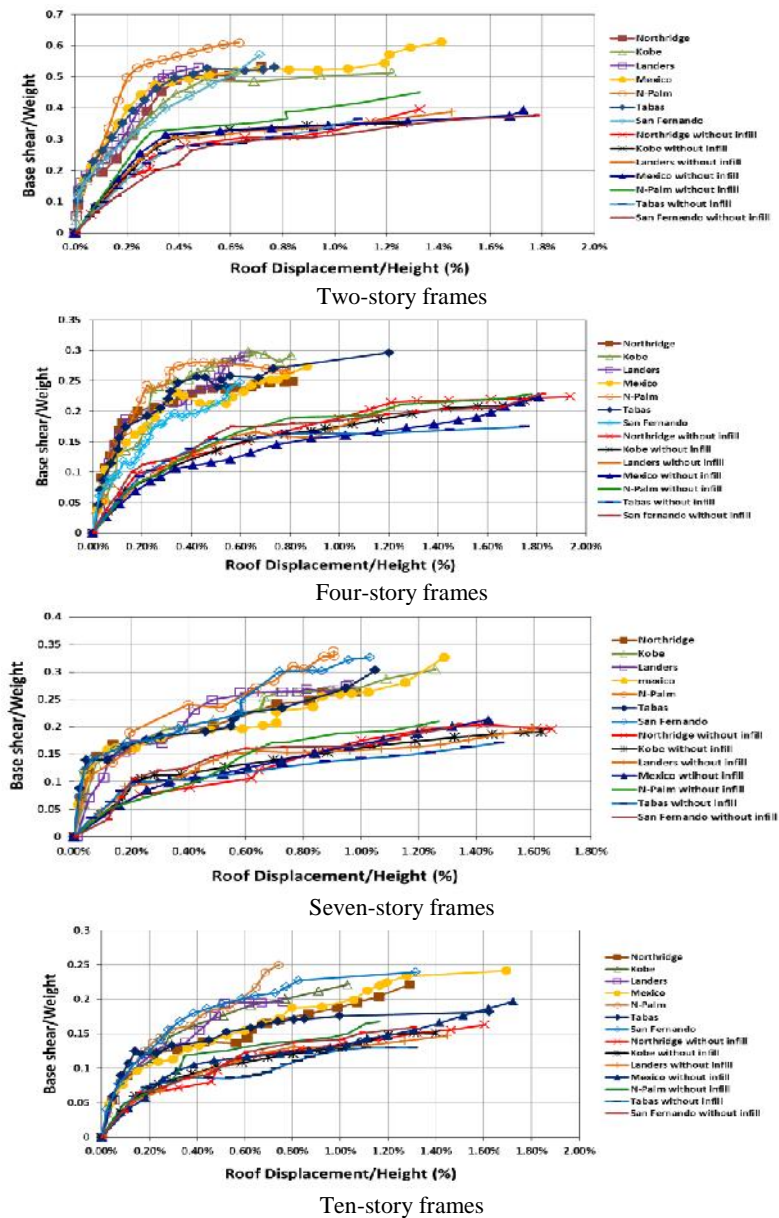 0.7
0.6
0.5
0.4
0.3
0.2
0.1
0
Base shear/Weight
0.0% 0.2% 0.4% 0.6% 0.8% 1.0% 1.2% 1.4% 1.6% 1.8% 2.0%
Roof Displacement/Height (%)
Northridge
Kobe
Landers
Mexico
N-Palm
Tabas
San Fernando
Northridge without infill
Kobe without infill
Landers without infill
Mexico without infill
N-Palm without infill
Tabas without infill
San Fernando without infill
Two-story frames
0.35
0.3
0.25
0.2
0.15
0.1
0.05
0
Base shear/Weight
0.00% 0.20% 0.40% 0.60% 0.80% 1.00% 1.20% 1.40% 1.60% 1.80% 2.00%
Roof Displacement/Height (%)
Northridge
Kobe
Landers
Mexico
N-Palm
Tabas
San Fernando
Northridge without infill
Kobe without infill
Landers without infill
Mexico without infill
N-Palm without infill
Tabas without infill
San fernando without infill
Four-story frames
0.4
0.35
0.3
0.25
0.2
0.15
0.1
0.05
0
Base shear/Weight
0.00% 0.20% 0.40% 0.60% 0.80% 1.00% 1.20% 1.40% 1.60% 1.80%
Roof Displacement/Height (%)
Northridge
Kobe
Landers
mexico
N-Palm
Tabas
San Fernando
Northridge without infill
Kobe without infill
Landers without infill
Mexico wtihout infill
N-Palm without infill
Tabas without infill
San Fernando without infill
Seven-story frames
0.3
0.25
0.2
0.15
0.1
0.05
0
Base shear/Weight
0.00% 0.20% 0.40% 0.60% 0.80% 1.00% 1.20% 1.40% 1.60% 1.80% 2.00%
Roof Displacement/Height (%)
Northridge
Kobe
Landers
Mexico
N-Palm
Tabas
San Fernando
Northridge without infill
Kobe without infill
Landers without infill
Mexico without infill
N-Palm without infill
Tabas without infill
San Fernando without infill
Ten-story frames